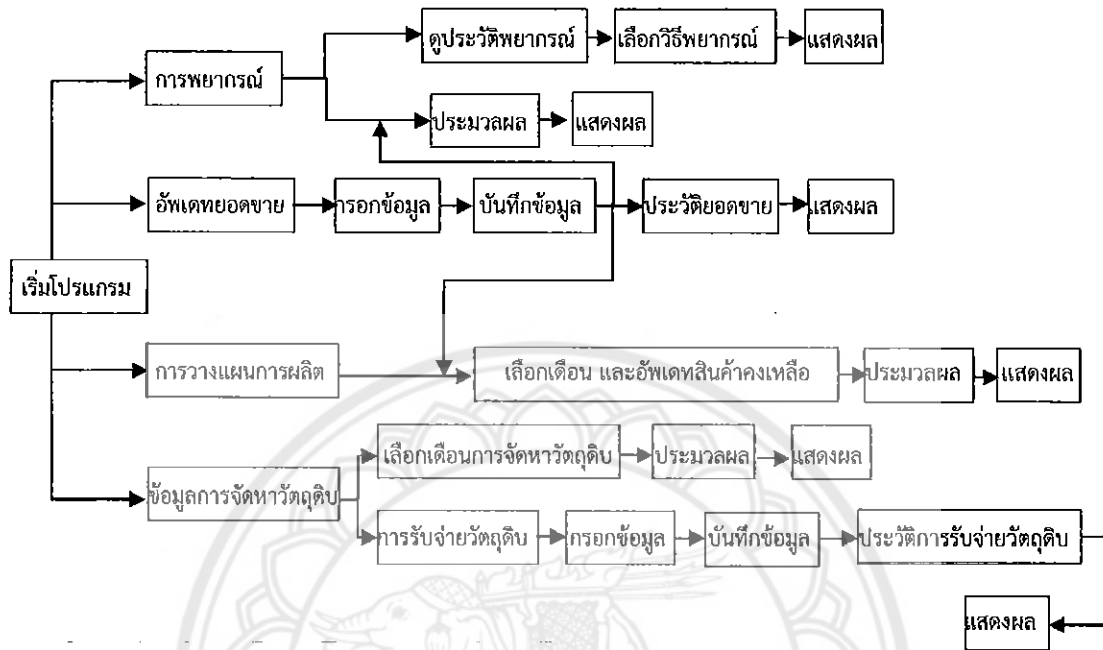 ดูประวัติพยากรณ์ เลือกวิธีพยากรณ์ แสดงผล
การพยากรณ์
ประมวลผล แสดงผล
อัพเดทยอดขาย กรอกข้อมูล บันทึกข้อมูล ประวัติยอดขาย แสดงผล
เริ่มโปรแกรม
การวางแผนการผลิต เลือกเดือน และอัพเดทสินค้าคงเหลือ ประมวลผล แสดงผล
เลือกเดือนการจัดหาวัตถุดิบ ประมวลผล แสดงผล
ข้อมูลการจัดหาวัตถุดิบ
การรับจ่ายวัตถุดิบ กรอกข้อมูล บันทึกข้อมูล ประวัติการรับจ่ายวัตถุดิบ
แสดงผล